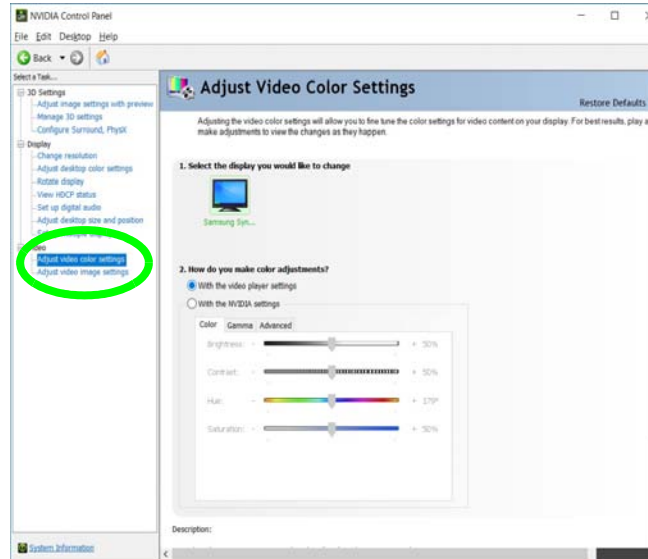 NVIDIA Control Panel
File Edit Desktop Help
Back
Select a Task...
3D Settings
Adjust image settings with preview
Manage 3D settings
Configure Surround, PhysX
Display
Change resolution
Adjust desktop color settings
Rotate display
View HDCP status
Set up digital audio
Adjust desktop size and position
Adjust video color settings
Adjust video image settings
System Information
Adjust Video Color Settings
Restore Defaults
Adjusting the video color settings will allow you to fine tune the color settings for video content on your display. For best results, play a
make adjustments to view the changes as they happen.
1. Select the display you would like to change
Samsung Syn...
2. How do you make color adjustments?
With the video player settings
With the NVIDIA settings
Color Gamma Advanced
Brightness: - + 50%
Contrast: - + 50%
Hue: - + 179°
Saturation: - + 50%
Description: